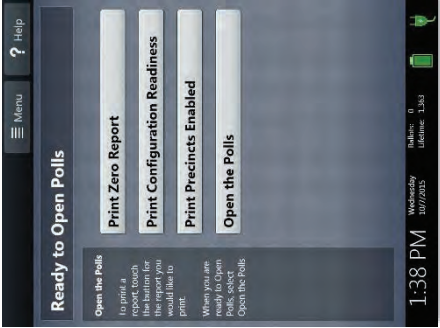 Menu
? Help
Ready to Open Polls
Open the Polls
To print a
report, touch
the button for
the report you
would like to
print.
When you are
ready to Open
Polls, select
Open the Polls
Print Zero Report
Print Configuration Readiness
Print Precincts Enabled
Open the Polls
1:38 PM
Wednesday
10/7/2015
Ballots: 0
Lifetime: 1,363